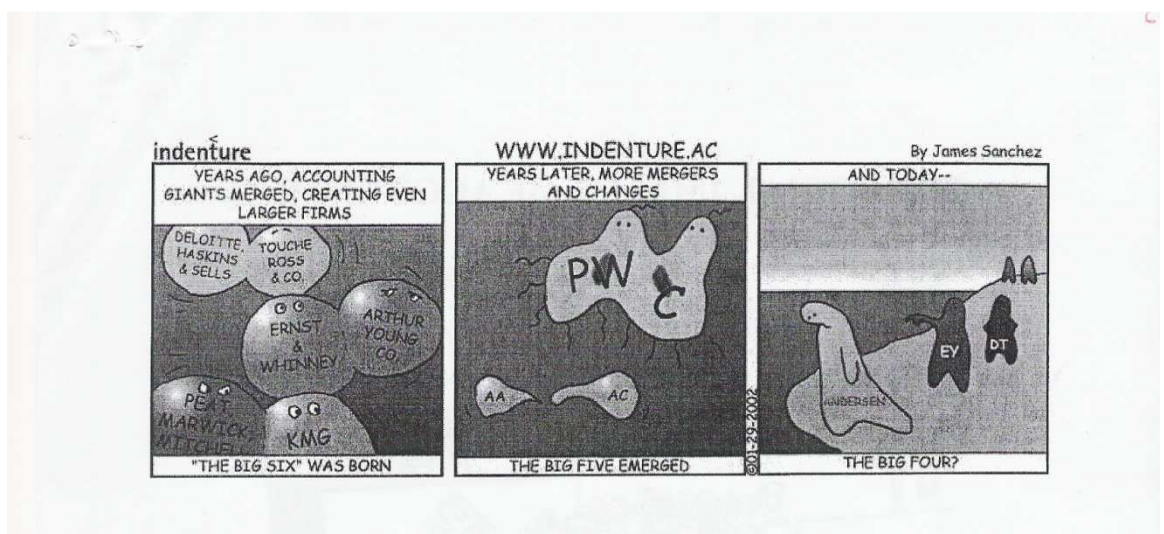 indenture
WWW.INDENTURE.AC
By James Sanchez
YEARS AGO, ACCOUNTING
GIANTS MERGED, CREATING EVEN
LARGER FIRMS
DELOITTE,
HASKINS
& SELLS
TOUCHE
ROSS
& CO.
ERNST
&
WHINNEY
ARTHUR
YOUNG
CO.
PEAT
MARWICK-
MITCHEL
KMG
"THE BIG SIX" WAS BORN
YEARS LATER, MORE MERGERS
AND CHANGES
PW
C
AA
AC
THE BIG FIVE EMERGED
©01-29-2002
AND TODAY--
ANDERSEN
EY
DT
THE BIG FOUR?